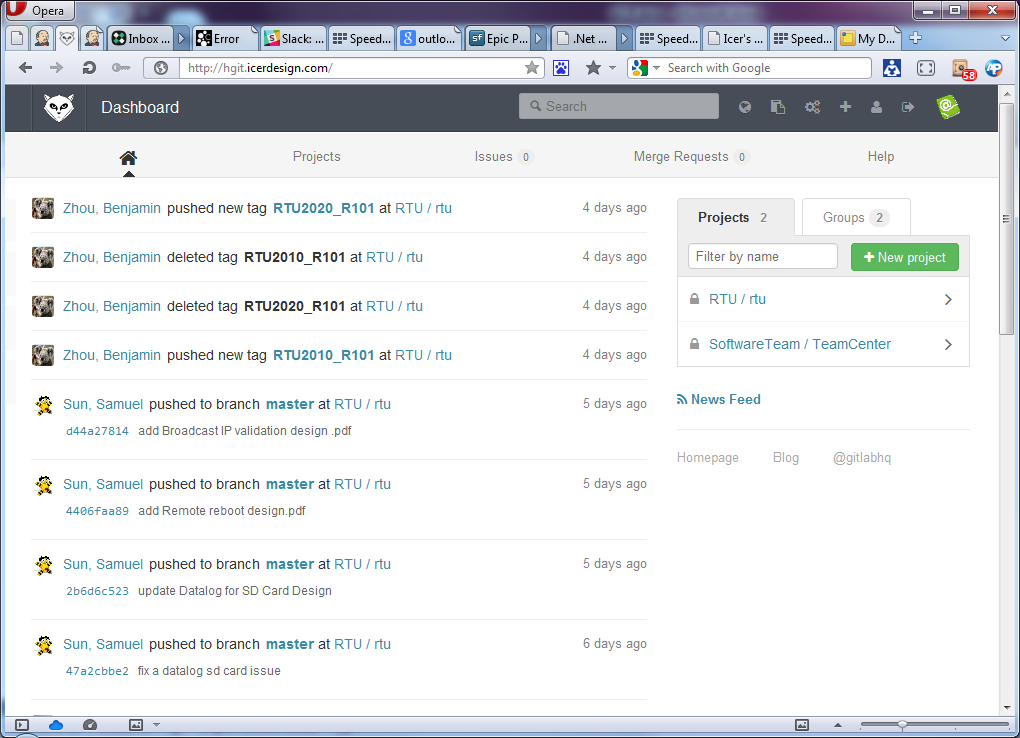 Opera
Inbox ...
Error
Slack: ...
Speed...
outlo...
Epic P...
.Net ...
Speed...
Icer's ...
Speed...
My D...
http://hgit.icerdesign.com/
Search with Google
58
Dashboard
Search
Projects
Issues 0
Merge Requests 0
Help
Zhou, Benjamin pushed new tag RTU2020_R101 at RTU / rtu
4 days ago
Zhou, Benjamin deleted tag RTU2010_R101 at RTU / rtu
4 days ago
Zhou, Benjamin deleted tag RTU2020_R101 at RTU / rtu
4 days ago
Zhou, Benjamin pushed new tag RTU2010_R101 at RTU / rtu
4 days ago
Sun, Samuel pushed to branch master at RTU / rtu
5 days ago
d44a27814 add Broadcast IP validation design .pdf
Sun, Samuel pushed to branch master at RTU / rtu
5 days ago
4406faa89 add Remote reboot design.pdf
Sun, Samuel pushed to branch master at RTU / rtu
5 days ago
2b6d6c523 update Datalog for SD Card Design
Sun, Samuel pushed to branch master at RTU / rtu
6 days ago
47a2cbbe2 fix a datalog sd card issue
Projects 2
Groups 2
Filter by name
New project
RTU / rtu
SoftwareTeam / TeamCenter
News Feed
Homepage
Blog
@gitlabhq